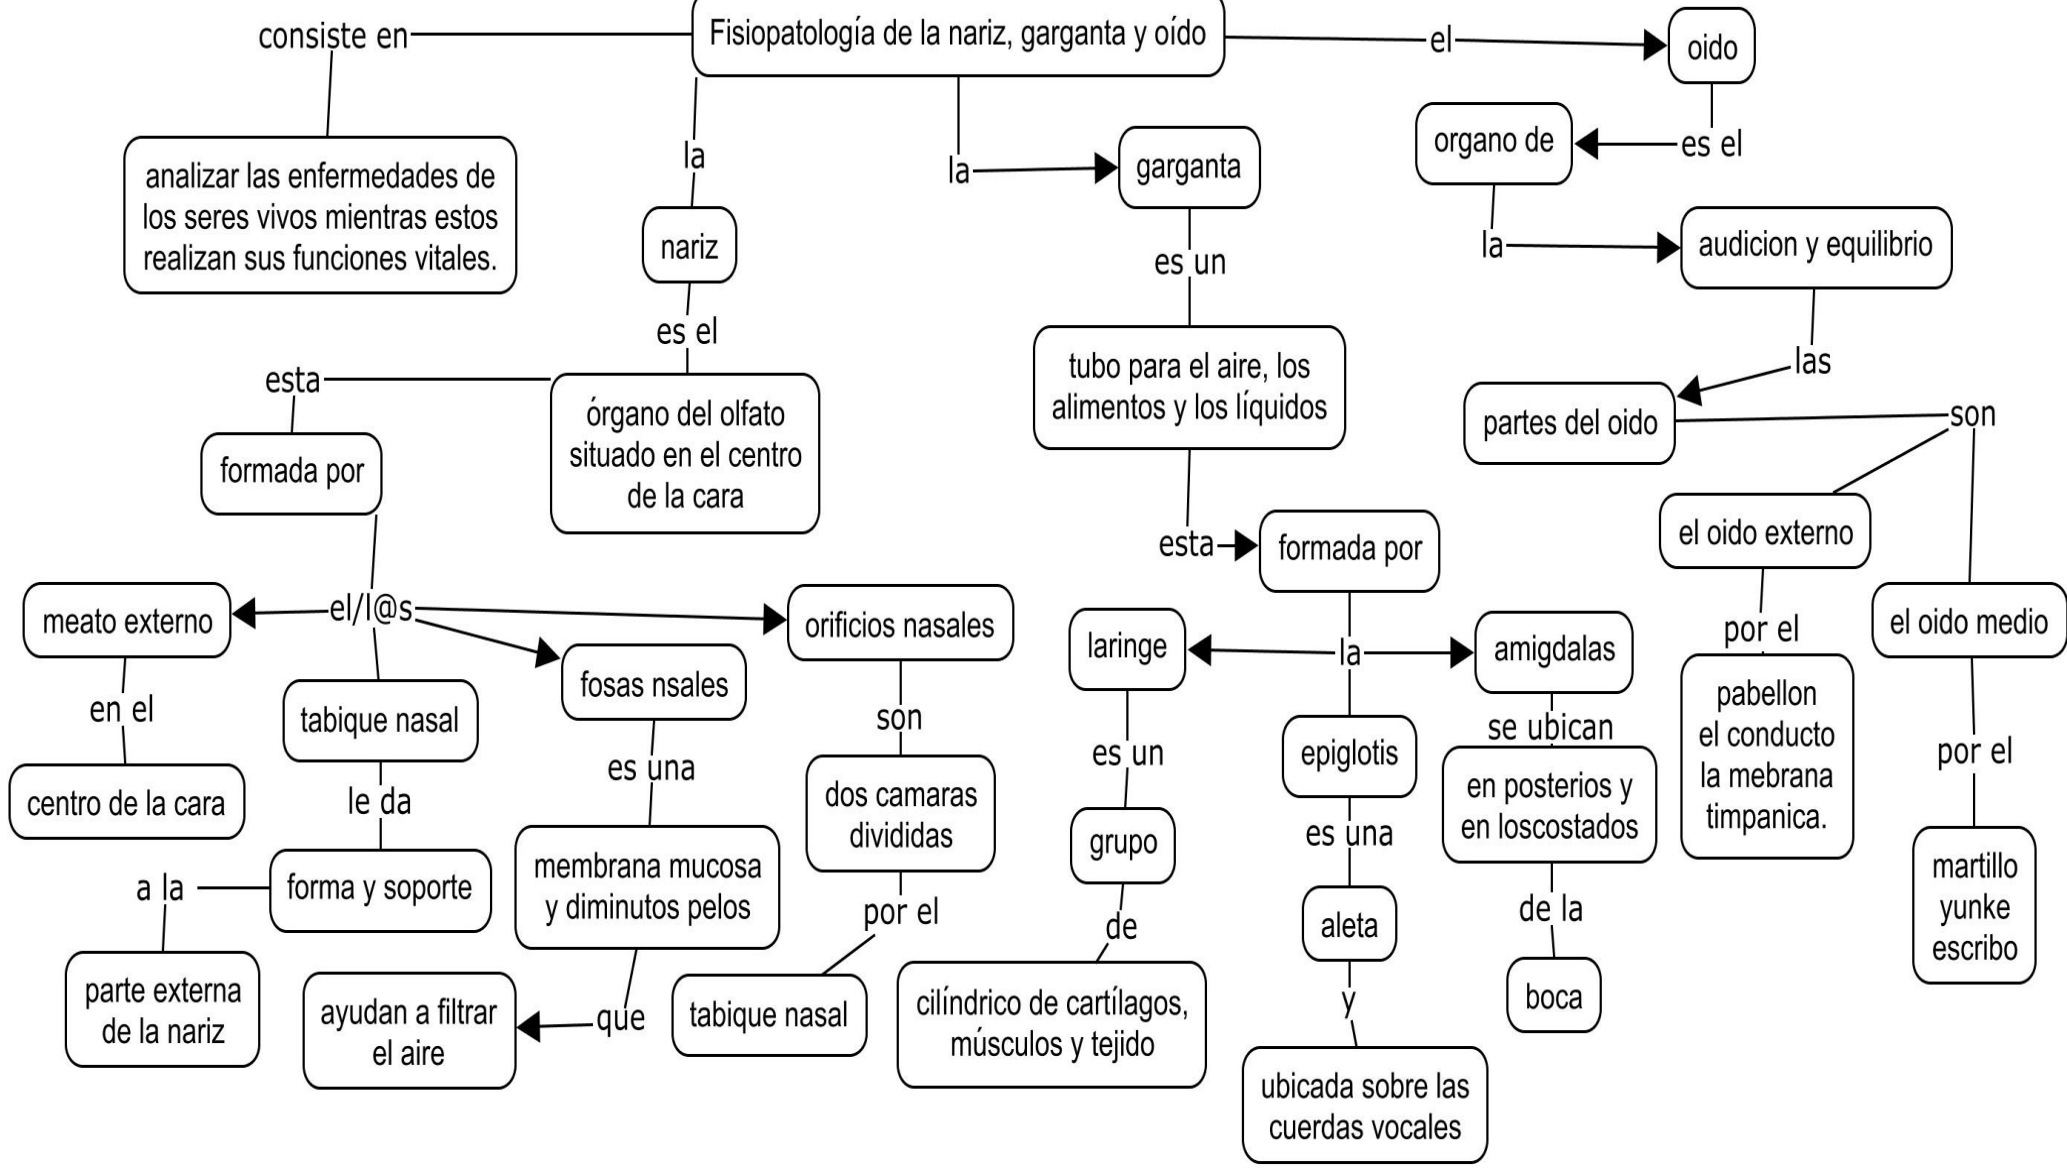 consiste en
Fisiopatología de la nariz, garganta y oído
el
oido
analizar las enfermedades de
los seres vivos mientras estos
realizan sus funciones vitales.
la
nariz
es el
órgano del olfato
situado en el centro
de la cara
esta
formada por
el/l@s
meato externo
en el
centro de la cara
tabique nasal
le da
forma y soporte
a la
parte externa
de la nariz
fosas nsales
es una
membrana mucosa
y diminutos pelos
que
ayudan a filtrar
el aire
orificios nasales
son
dos camaras
divididas
por el
tabique nasal
la
garganta
es un
tubo para el aire, los
alimentos y los líquidos
esta
formada por
la
laringe
es un
grupo
de
cilíndrico de cartílagos,
músculos y tejido
epiglotis
es una
aleta
y
ubicada sobre las
cuerdas vocales
amigdalas
se ubican
en posterios y
en loscostados
de la
boca
es el
organo de
la
audicion y equilibrio
las
partes del oido
son
el oido externo
por el
pabellon
el conducto
la mebrana
timpanica.
el oido medio
por el
martillo
yunke
escribo